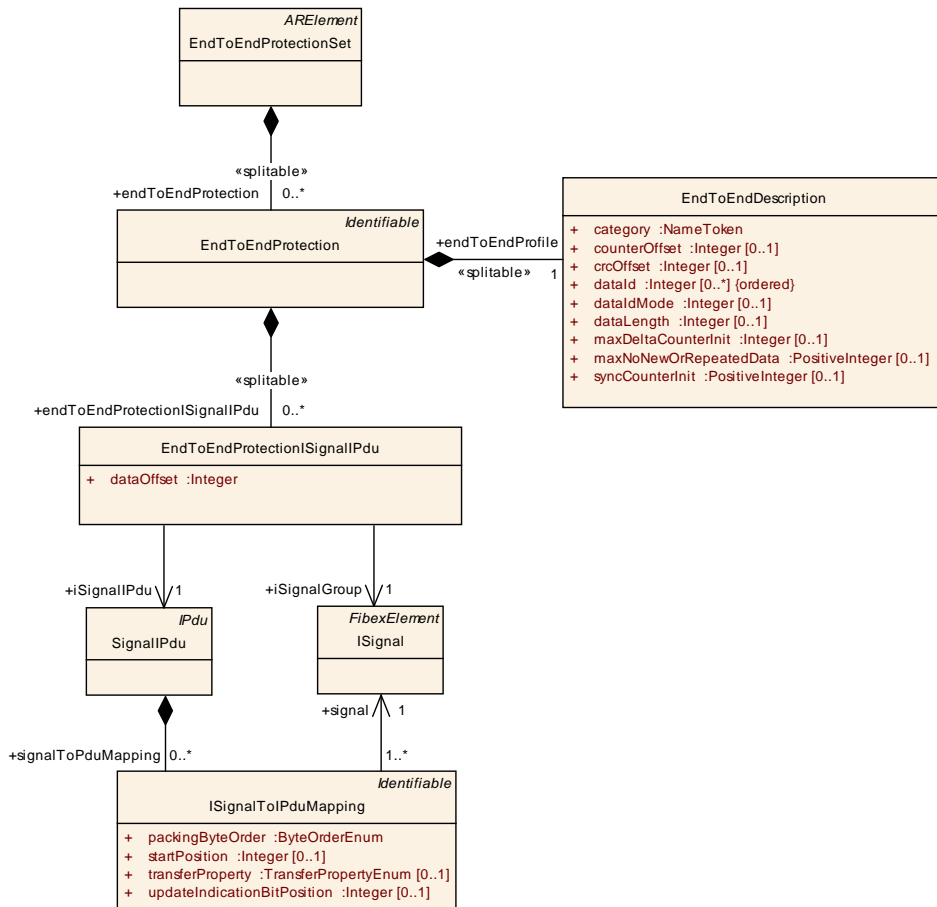 ARElement
EndToEndProtectionSet
«splitable»
+endToEndProtection 0..*
Identifiable
EndToEndProtection
+endToEndProfile
«splitable» 1
EndToEndDescription
+ category :NameToken
+ counterOffset :Integer [0..1]
+ crcOffset :Integer [0..1]
+ dataId :Integer [0..*] {ordered}
+ dataIdMode :Integer [0..1]
+ dataLength :Integer [0..1]
+ maxDeltaCounterInit :Integer [0..1]
+ maxNoNewOrRepeatedData :PositiveInteger [0..1]
+ syncCounterInit :PositiveInteger [0..1]
«splitable»
+endToEndProtectionISignalIPdu 0..*
EndToEndProtectionISignalIPdu
+ dataOffset :Integer
+iSignalIPdu 1
+iSignalGroup 1
IPdu
SignalIPdu
FibexElement
ISignal
+signal 1
+signalToPduMapping 0..*
1..*
Identifiable
ISignalToIPduMapping
+ packingByteOrder :ByteOrderEnum
+ startPosition :Integer [0..1]
+ transferProperty :TransferPropertyEnum [0..1]
+ updateIndicationBitPosition :Integer [0..1]